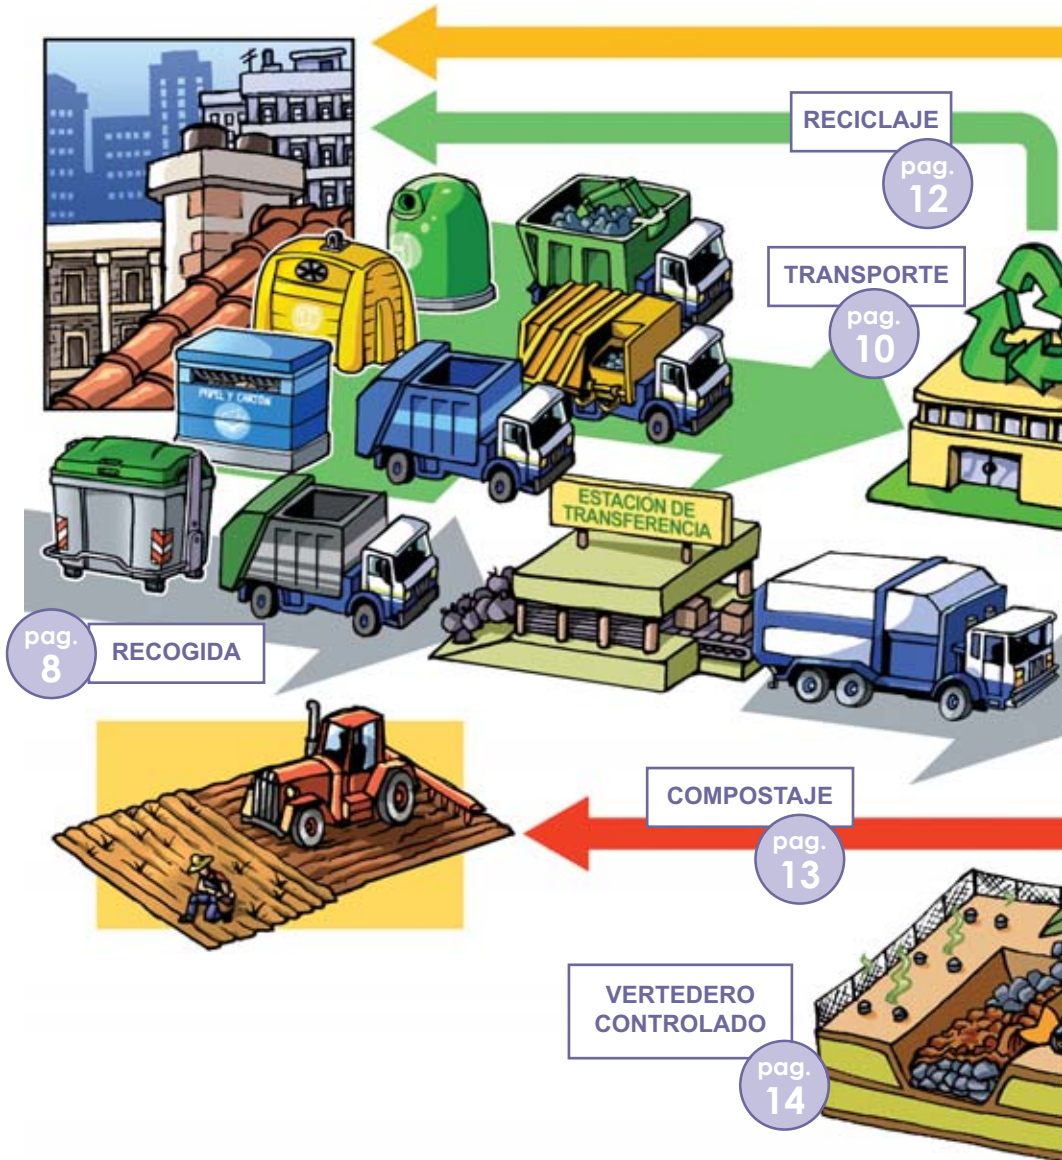 RECICLAJE
pag.
12
TRANSPORTE
pag.
10
PAPEL Y CARTÓN
ESTACIÓN DE
TRANSFERENCIA
pag.
8
RECOGIDA
COMPOSTAJE
pag.
13
VERTEDERO
CONTROLADO
pag.
14